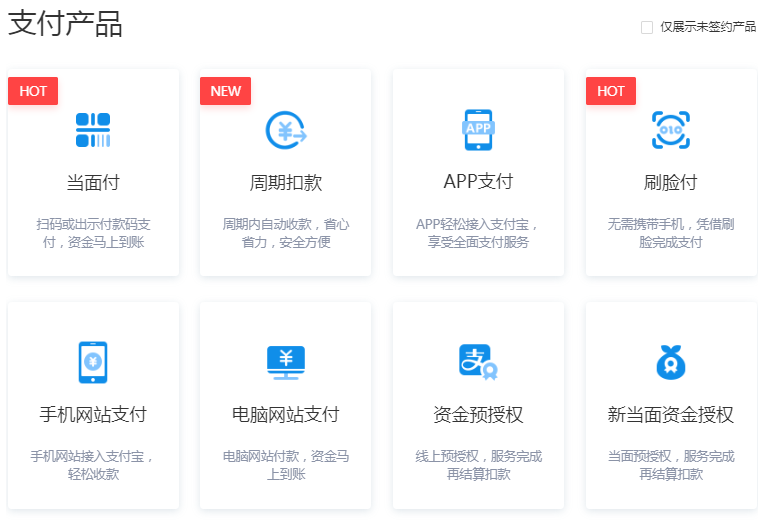 支付产品
仅展示未签约产品
HOT
NEW
HOT
APP
当面付
周期扣款
APP支付
刷脸付
扫码或出示付款码支
付，资金马上到账
周期内自动收款，省心
省力，安全方便
APP轻松接入支付宝，
享受全面支付服务
无需携带手机，凭借刷
脸完成支付
手机网站支付
电脑网站支付
资金预授权
新当面资金授权
手机网站接入支付宝，
轻松收款
电脑网站付款，资金马
上到账
线上预授权，服务完成
再结算扣款
当面预授权，服务完成
再结算扣款